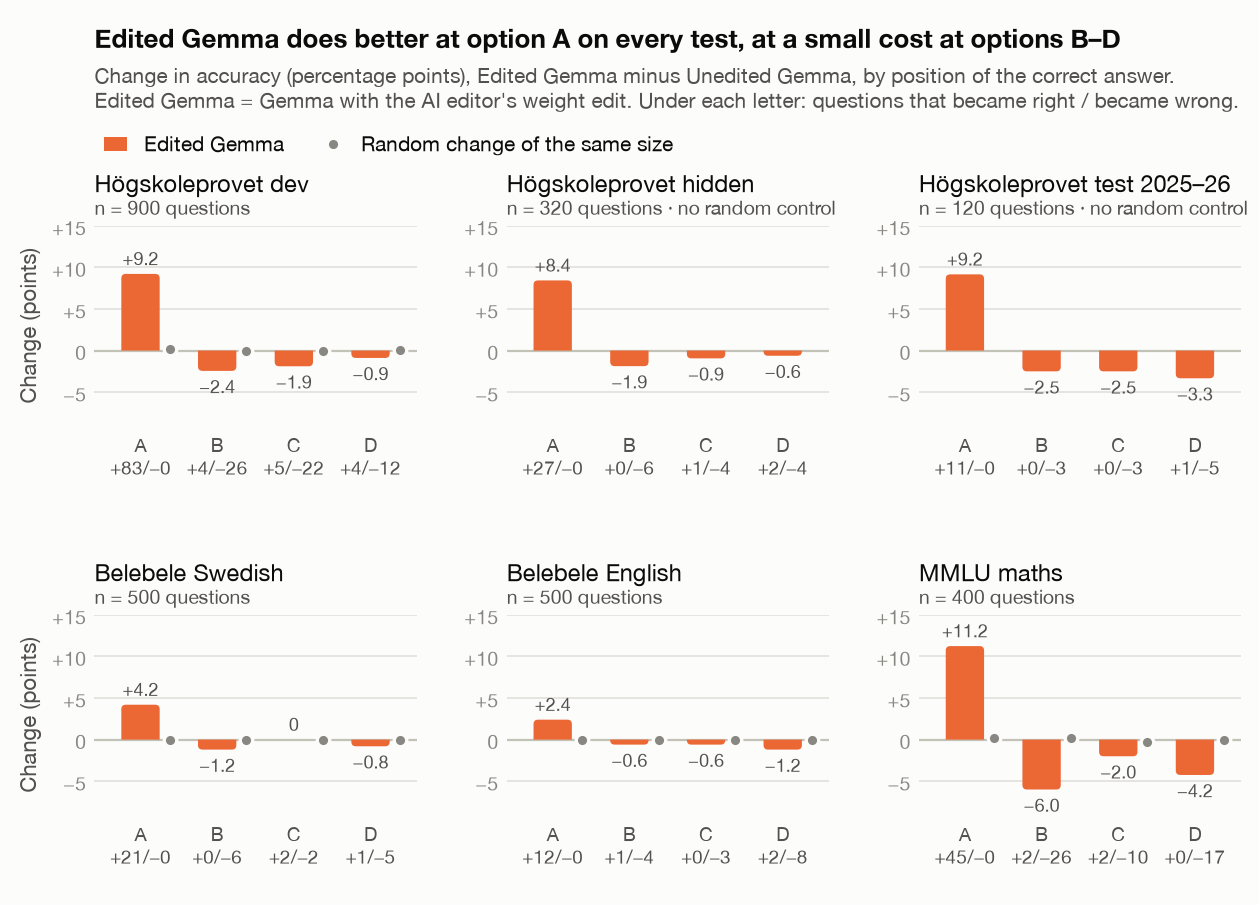 Edited Gemma does better at option A on every test, at a small cost at options B–D
Change in accuracy (percentage points), Edited Gemma minus Unedited Gemma, by position of the correct answer.
Edited Gemma = Gemma with the AI editor's weight edit. Under each letter: questions that became right / became wrong.
Edited Gemma
Random change of the same size
Högskoleprovet dev
n = 900 questions
Change (points)
+15
+10
+5
0
−5
+9.2
−2.4
−1.9
−0.9
A B C D
+83/−0 +4/−26 +5/−22 +4/−12
Högskoleprovet hidden
n = 320 questions · no random control
+15
+10
+5
0
−5
+8.4
−1.9
−0.9
−0.6
A B C D
+27/−0 +0/−6 +1/−4 +2/−4
Högskoleprovet test 2025–26
n = 120 questions · no random control
+15
+10
+5
0
−5
+9.2
−2.5
−2.5
−3.3
A B C D
+11/−0 +0/−3 +0/−3 +1/−5
Belebele Swedish
n = 500 questions
Change (points)
+15
+10
+5
0
−5
+4.2
−1.2
0
−0.8
A B C D
+21/−0 +0/−6 +2/−2 +1/−5
Belebele English
n = 500 questions
+15
+10
+5
0
−5
+2.4
−0.6
−0.6
−1.2
A B C D
+12/−0 +1/−4 +0/−3 +2/−8
MMLU maths
n = 400 questions
+15
+10
+5
0
−5
+11.2
−6.0
−2.0
−4.2
A B C D
+45/−0 +2/−26 +2/−10 +0/−17